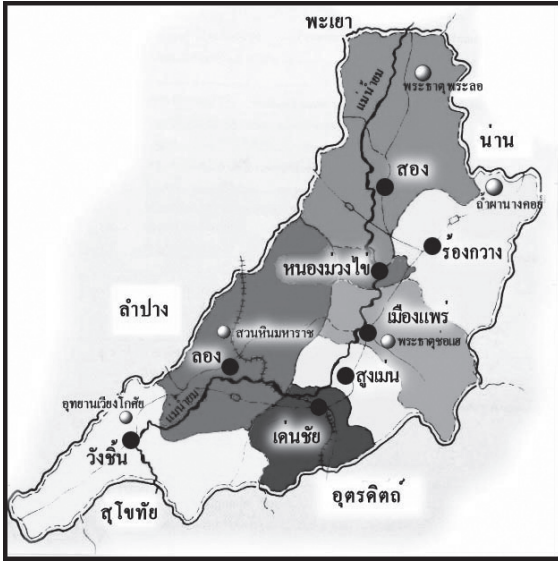 พะเยา
แม่น้ำยม
พระธาตุพระลอ
น่าน
สอง
ถ้ำผานางคอย
ร้องกวาง
หนองม่วงไข่
ลำปาง
เมืองแพร่
สวนหินมหาราช
พระธาตุช่อแฮ
ลอง
สูงเม่น
อุทยานเวียงโกศัย
แม่น้ำยม
เด่นชัย
วังชิ้น
อุตรดิตถ์
สุโขทัย